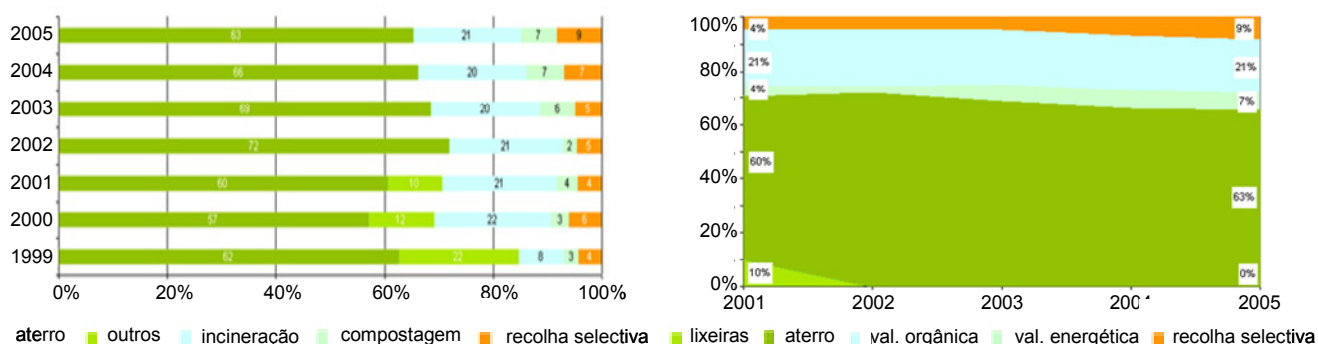 2005 63 21 7 9
2004 66 20 7 7
2003 69 20 6 5
2002 72 21 2 5
2001 60 10 21 4 4
2000 57 12 22 3 6
1999 62 22 8 3 4
0% 20% 40% 60% 80% 100%
aterro outros incineração compostagem recolha selectiva
100%
80%
60%
40%
20%
0%
4% 9%
21% 21%
4% 7%
60% 63%
10% 0%
2001 2002 2003 2005
lixeiras aterro val. orgânica val. energética recolha selectiva